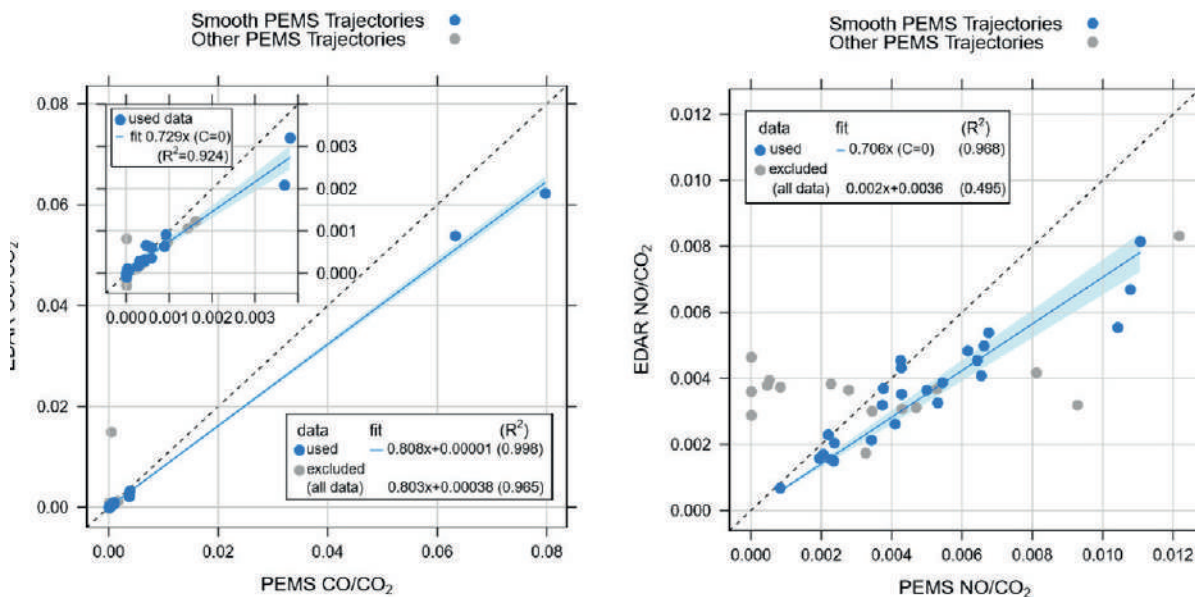 Smooth PEMS Trajectories
Other PEMS Trajectories
0.08
0.06
0.04
0.02
0.00
0.00 0.02 0.04 0.06 0.08
PEMS CO/CO2
used data
fit 0.729x (C=0)
(R2=0.924)
0.003
0.002
0.001
0.000
0.000 0.001 0.002 0.003
data fit (R2)
used 0.808x+0.00001 (0.998)
excluded
(all data) 0.803x+0.00038 (0.965)
Smooth PEMS Trajectories
Other PEMS Trajectories
EDAR NO/CO2
0.012
0.010
0.008
0.006
0.004
0.002
0.000
0.000 0.002 0.004 0.006 0.008 0.010 0.012
PEMS NO/CO2
data fit (R2)
used 0.706x (C=0) (0.968)
excluded
(all data) 0.002x+0.0036 (0.495)